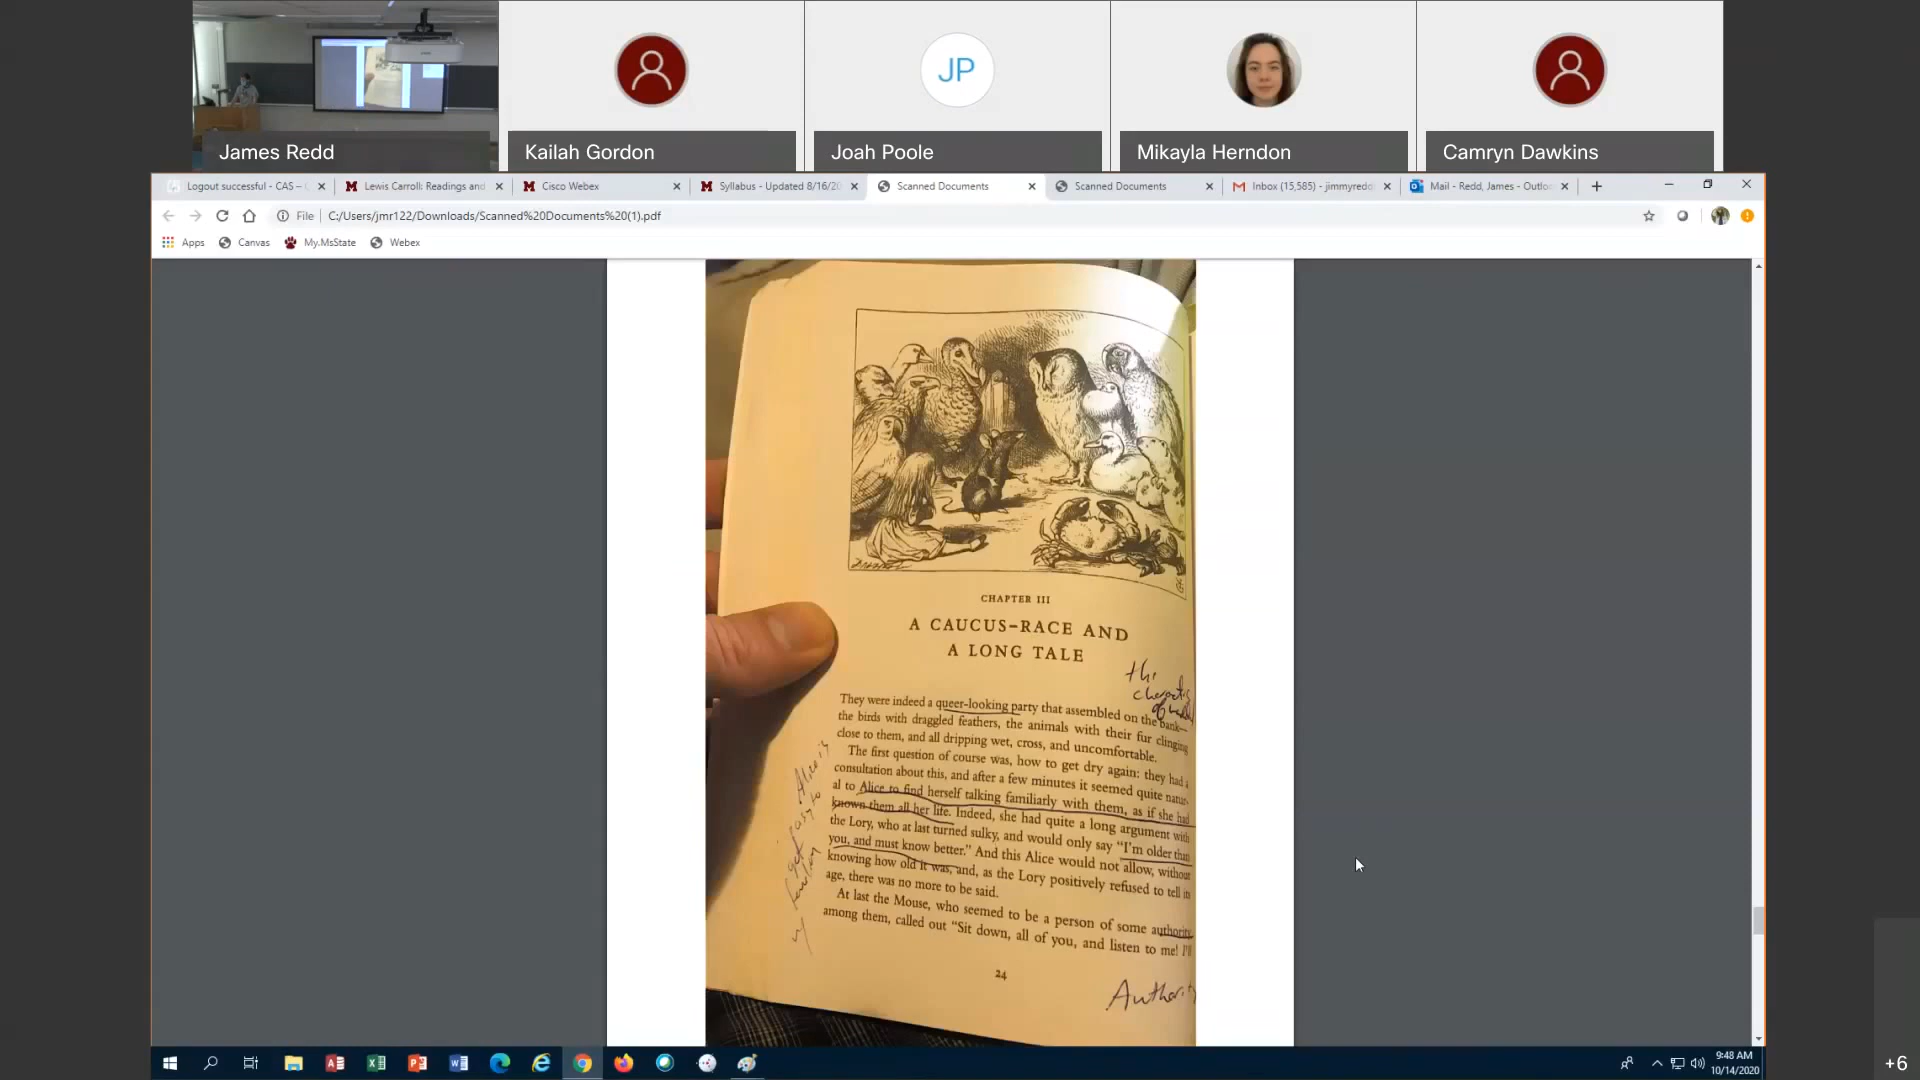 James Redd
Kailah Gordon
JP
Joah Poole
Mikayla Herndon
Camryn Dawkins
Logout successful - CAS –
Lewis Carroll: Readings and
Cisco Webex
Syllabus - Updated 8/16/20
Scanned Documents
Scanned Documents
Inbox (15,585) - jimmyredd
Mail - Redd, James - Outlo
File
C:/Users/jmr122/Downloads/Scanned%20Documents%20(1).pdf
Apps
Canvas
My.MsState
Webex
CHAPTER III
A CAUCUS-RACE AND
A LONG TALE
the
They were indeed a queer-looking party that assembled on the bank—
the birds with draggled feathers, the animals with their fur clinging
close to them, and all dripping wet, cross, and uncomfortable.
The first question of course was, how to get dry again: they had a
consultation about this, and after a few minutes it seemed quite natur-
al to Alice to find herself talking familiarly with them, as if she had
known them all her life. Indeed, she had quite a long argument with
the Lory, who at last turned sulky, and would only say "I'm older than
you, and must know better." And this Alice would not allow, without
knowing how old it was, and, as the Lory positively refused to tell its
age, there was no more to be said.
At last the Mouse, who seemed to be a person of some authority
among them, called out "Sit down, all of you, and listen to me! I'll
Alice is
easy to
get
w/
24
Authority
9:48 AM
10/14/2020
+6